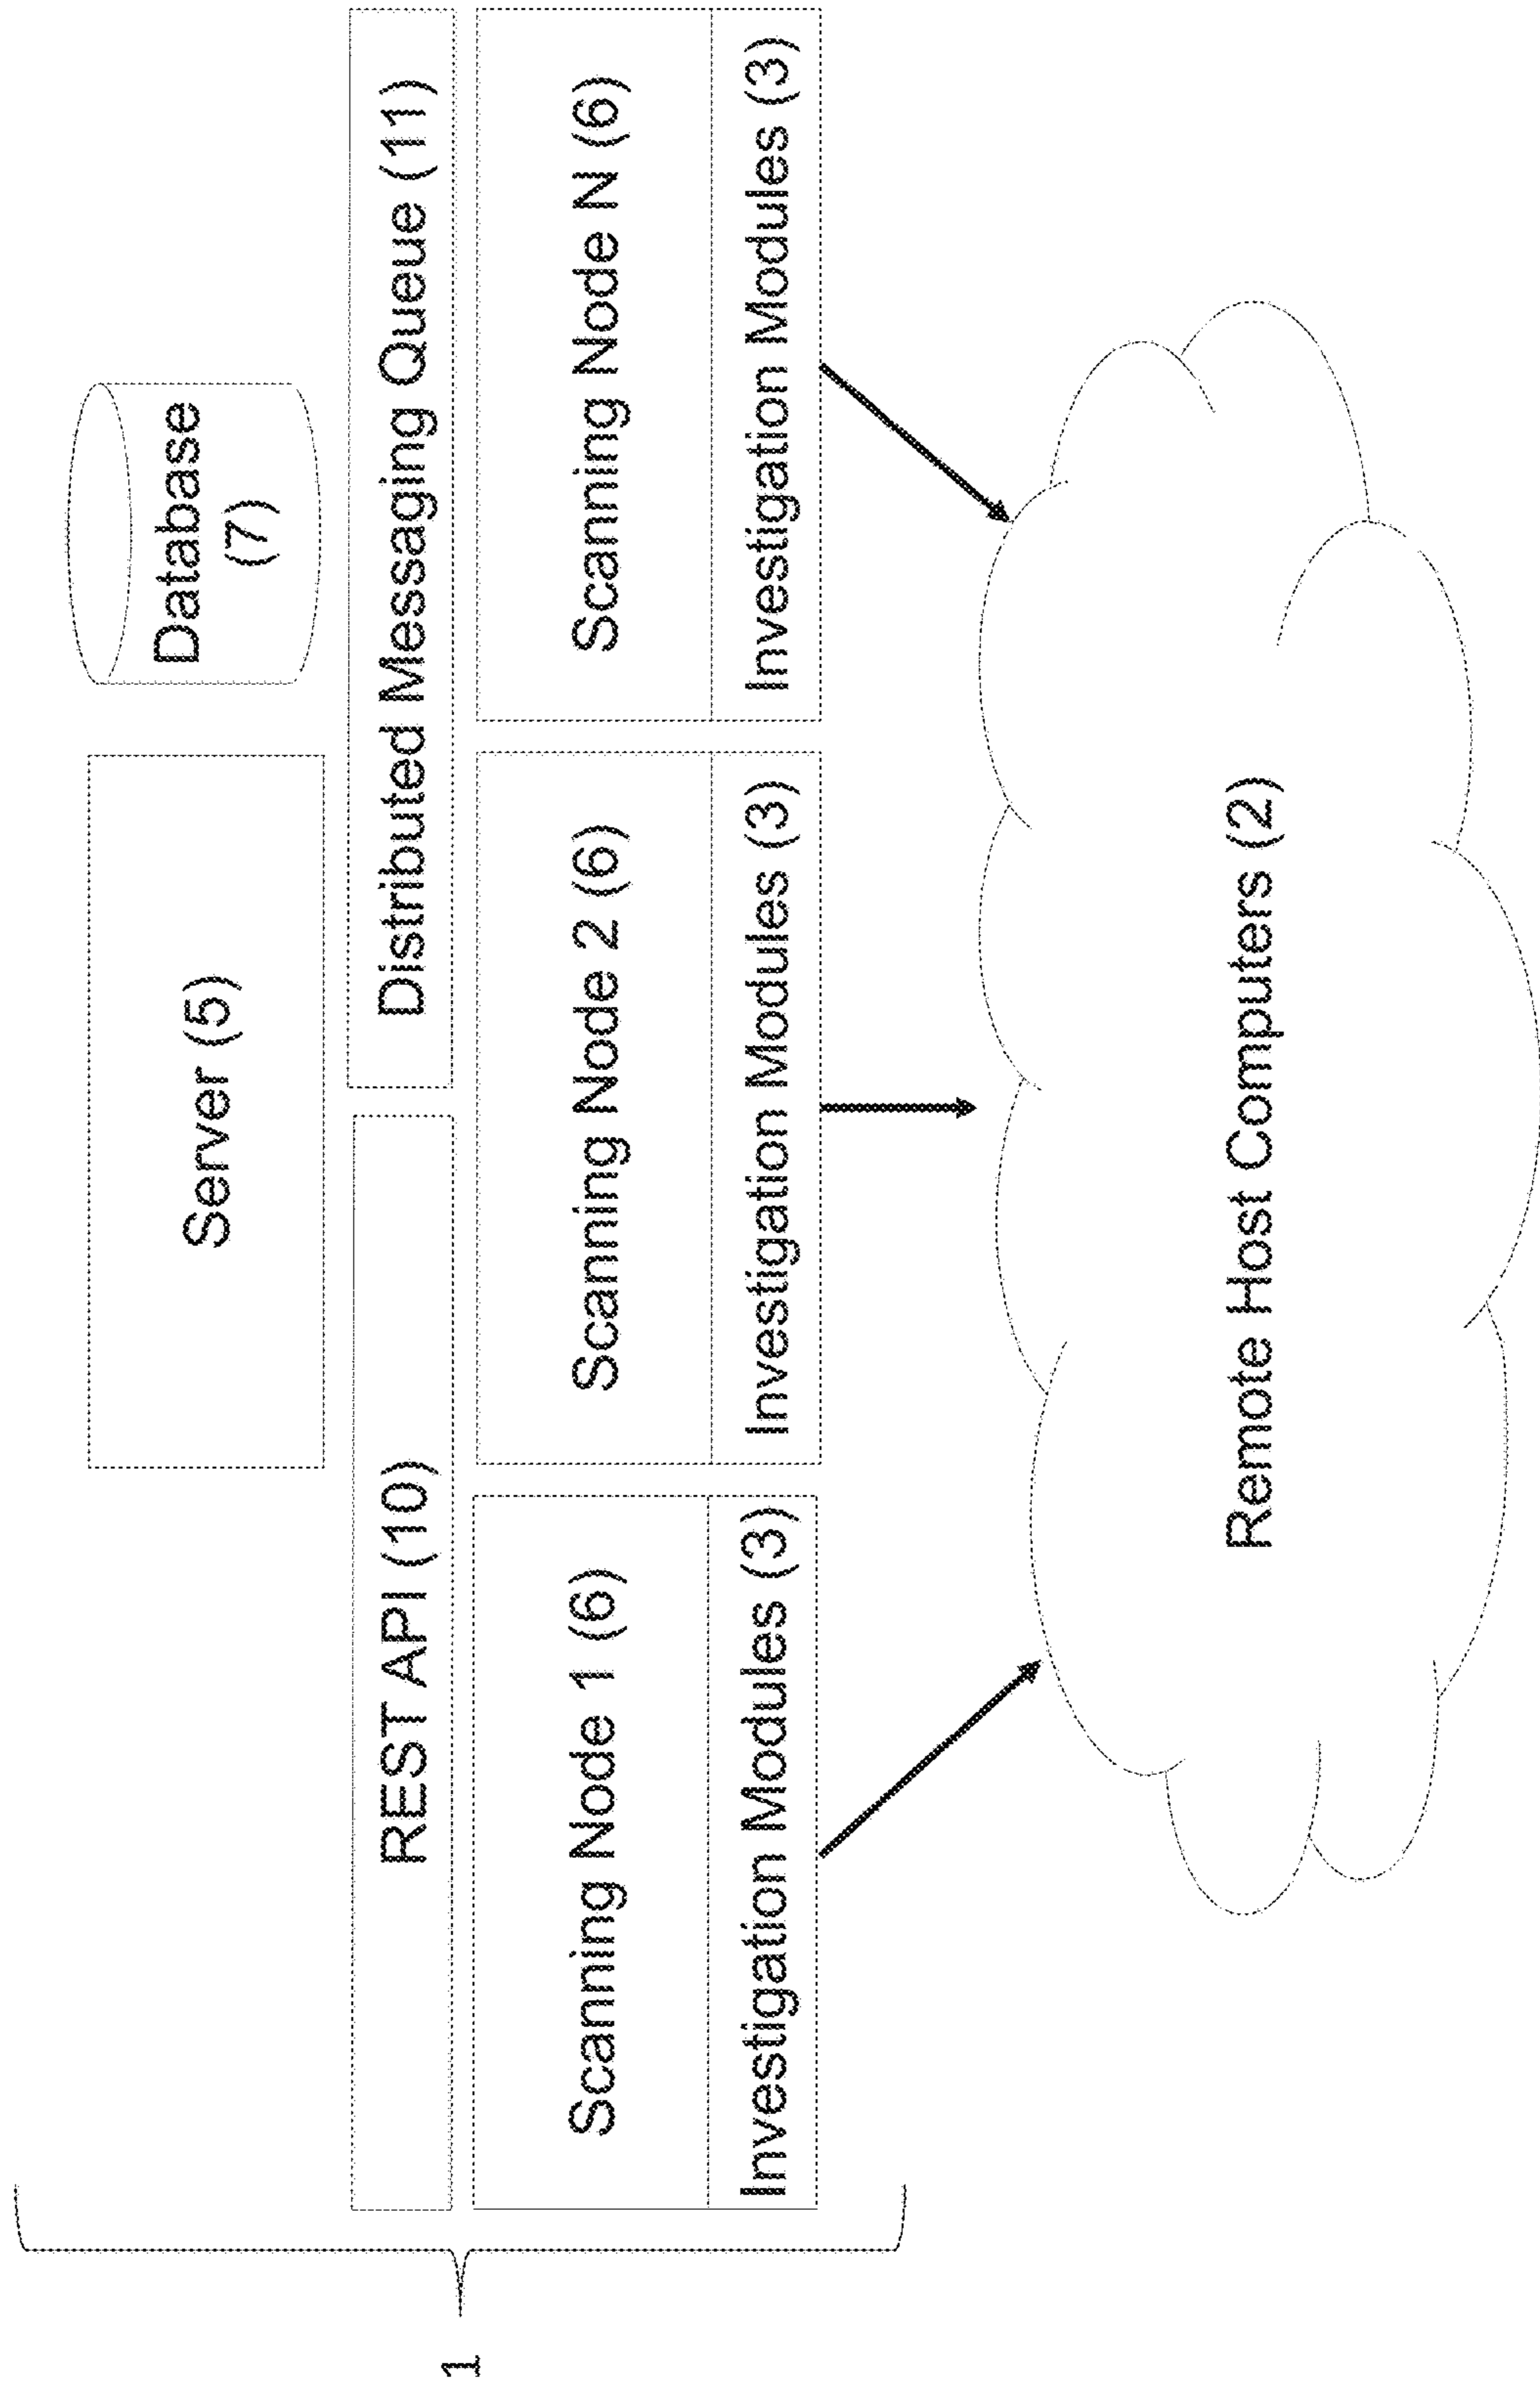 Server (5)
Database
(7)
REST API (10)
Distributed Messaging Queue (11)
Scanning Node 1 (6)
Scanning Node 2 (6)
Scanning Node N (6)
Investigation Modules (3)
Investigation Modules (3)
Investigation Modules (3)
1
Remote Host Computers (2)